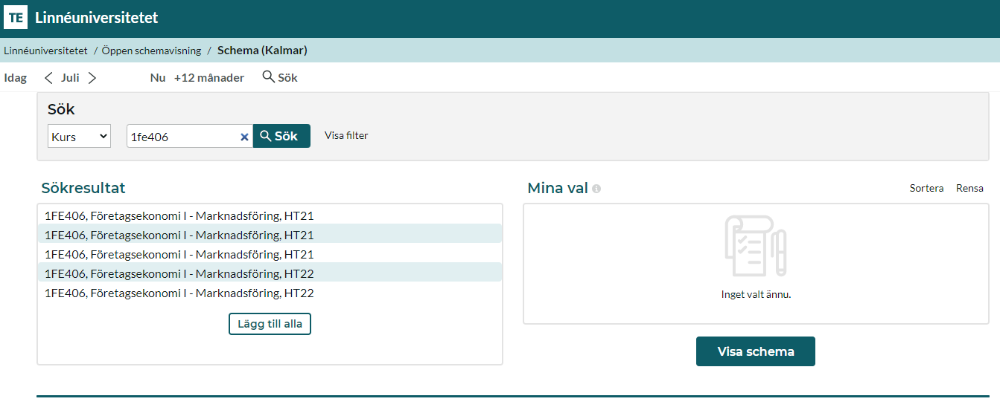 TE Linnéuniversitetet
Linnéuniversitetet / Öppen schemavisning / Schema (Kalmar)
Idag Juli Nu +12 månader Sök
Sök
Kurs 1fe406 Sök Visa filter
Sökresultat
1FE406, Företagsekonomi I - Marknadsföring, HT21
1FE406, Företagsekonomi I - Marknadsföring, HT21
1FE406, Företagsekonomi I - Marknadsföring, HT21
1FE406, Företagsekonomi I - Marknadsföring, HT22
1FE406, Företagsekonomi I - Marknadsföring, HT22
Lägg till alla
Mina val Sortera Rensa
Inget valt ännu.
Visa schema